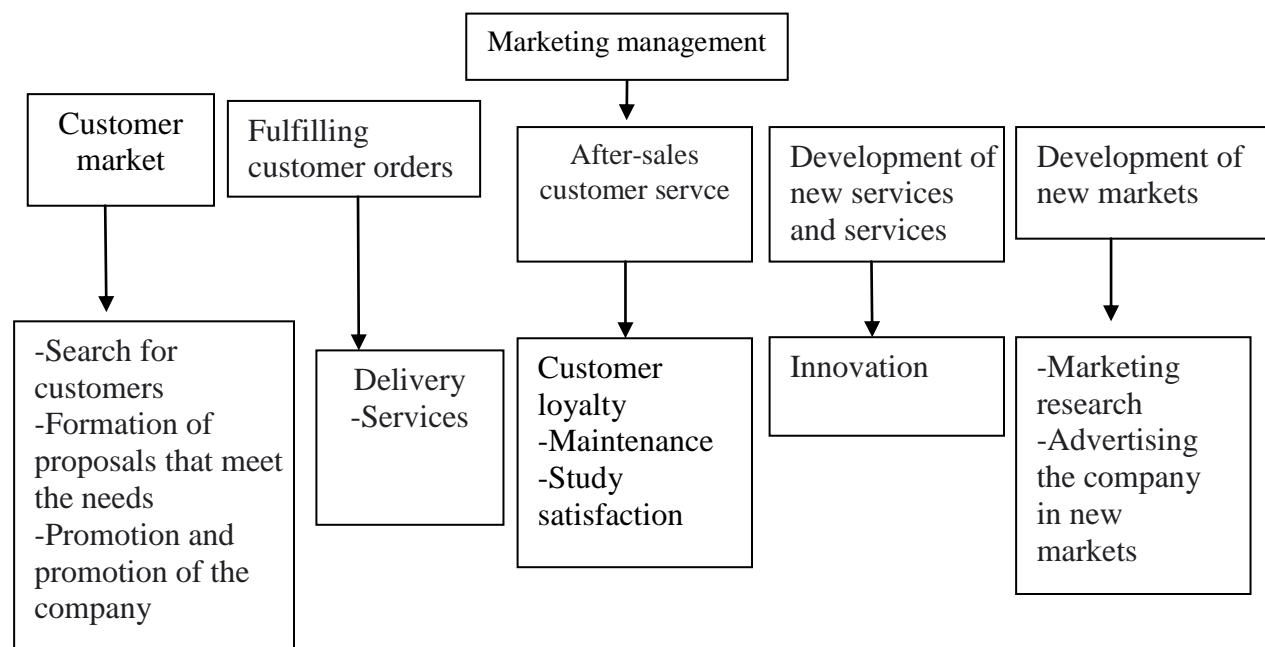 Marketing management
Customer
market
Fulfilling
customer orders
After-sales
customer servce
Development of
new services
and services
Development of
new markets
-Search for
customers
-Formation of
proposals that meet
the needs
-Promotion and
promotion of the
company
Delivery
-Services
Customer
loyalty
-Maintenance
-Study
satisfaction
Innovation
-Marketing
research
-Advertising
the company
in new
markets